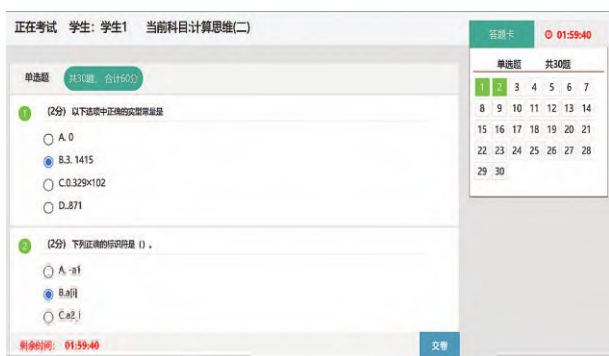 正在考试 学生：学生1 当前科目:计算思维(二)
答题卡 01:59:40
单选题 共30题
1 2 3 4 5 6 7
8 9 10 11 12 13 14
15 16 17 18 19 20 21
22 23 24 25 26 27 28
29 30
单选题 共30题，合计60分
1 (2分) 以下选项中正确的实型常量是
A. 0
B.3. 1415
C.0.329×102
D..871
2 (2分) 下列正确的标识符是 ()。
A. -a1
B.a[i]
C.a2_i
剩余时间： 01:59:40
交卷